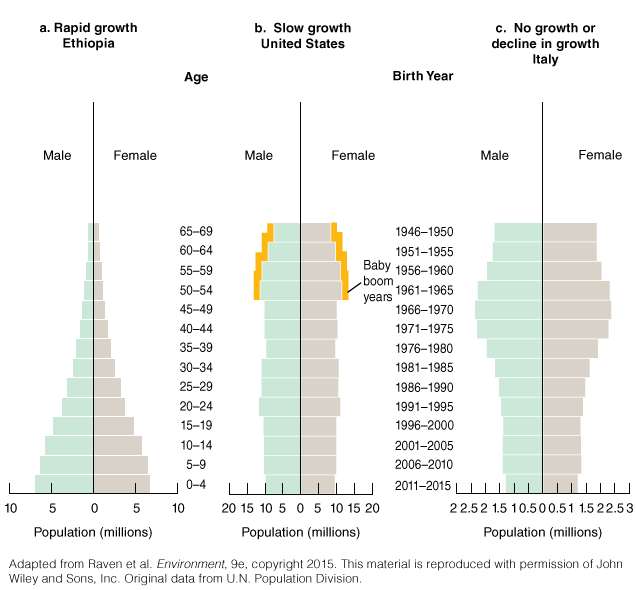 a. Rapid growth
Ethiopia
b. Slow growth
United States
c. No growth or
decline in growth
Italy
Age
Birth Year
Male Female
Male Female
Male Female
65–69 1946–1950
60–64 1951–1955
55–59 1956–1960
50–54 1961–1965
45–49 1966–1970
40–44 1971–1975
35–39 1976–1980
30–34 1981–1985
25–29 1986–1990
20–24 1991–1995
15–19 1996–2000
10–14 2001–2005
5–9 2006–2010
0–4 2011–2015
Baby
boom
years
10 5 0 5 10
20 15 10 5 0 5 10 15 20
2 2.5 2 1.5 1 0.5 0 0.5 1 1.5 2 2.5 3
Population (millions)
Population (millions)
Population (millions)
Adapted from Raven et al. Environment, 9e, copyright 2015. This material is reproduced with permission of John
Wiley and Sons, Inc. Original data from U.N. Population Division.